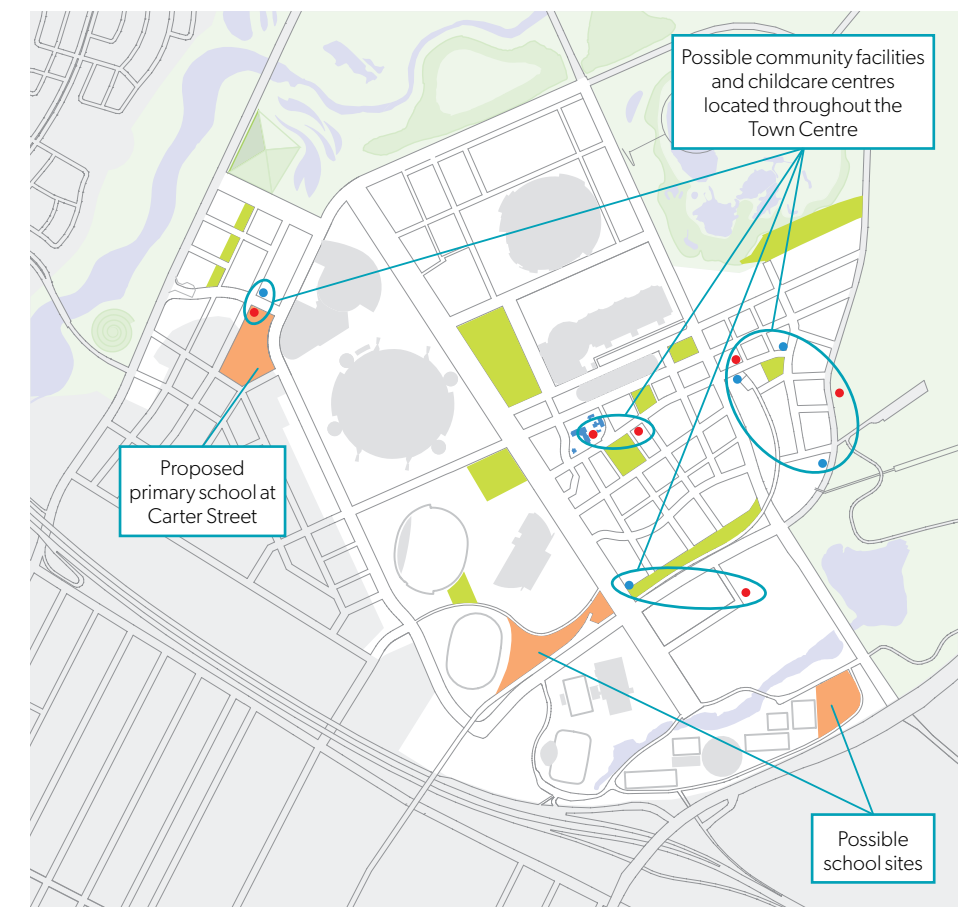 Possible community facilities
and childcare centres
located throughout the
Town Centre
Proposed
primary school at
Carter Street
Possible
school sites